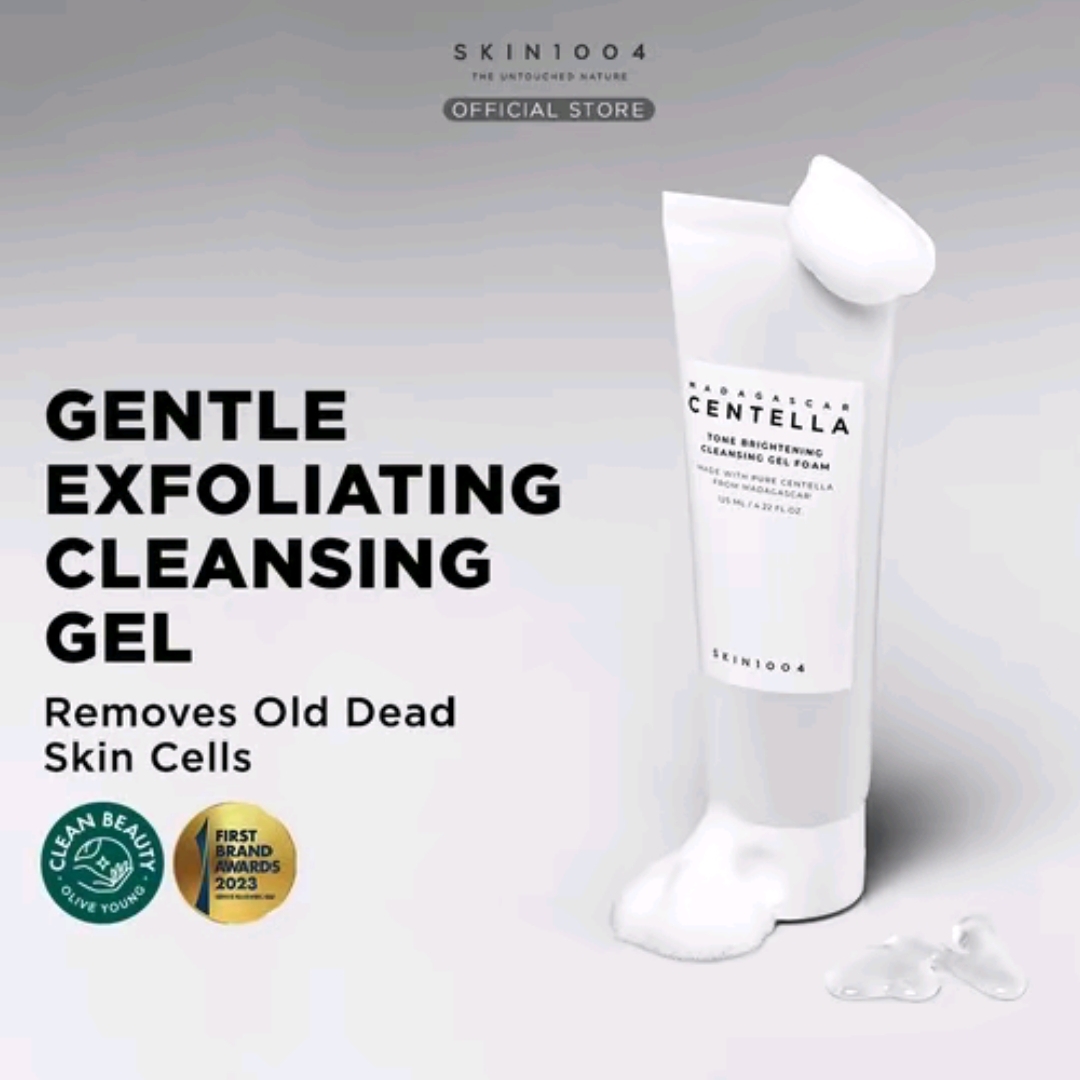 SKIN1004
THE UNTOUCHED NATURE
OFFICIAL STORE
GENTLE
EXFOLIATING
CLEANSING
GEL
Removes Old Dead
Skin Cells
CLEAN BEAUTY
OLIVE YOUNG
FIRST
BRAND
AWARDS
2023
MADAGASCAR
CENTELLA
TONE BRIGHTENING
CLEANSING GEL FOAM
MADE WITH PURE CENTELLA
FROM MADAGASCAR
125 ML / 4.22 FL.OZ.
SKIN1004